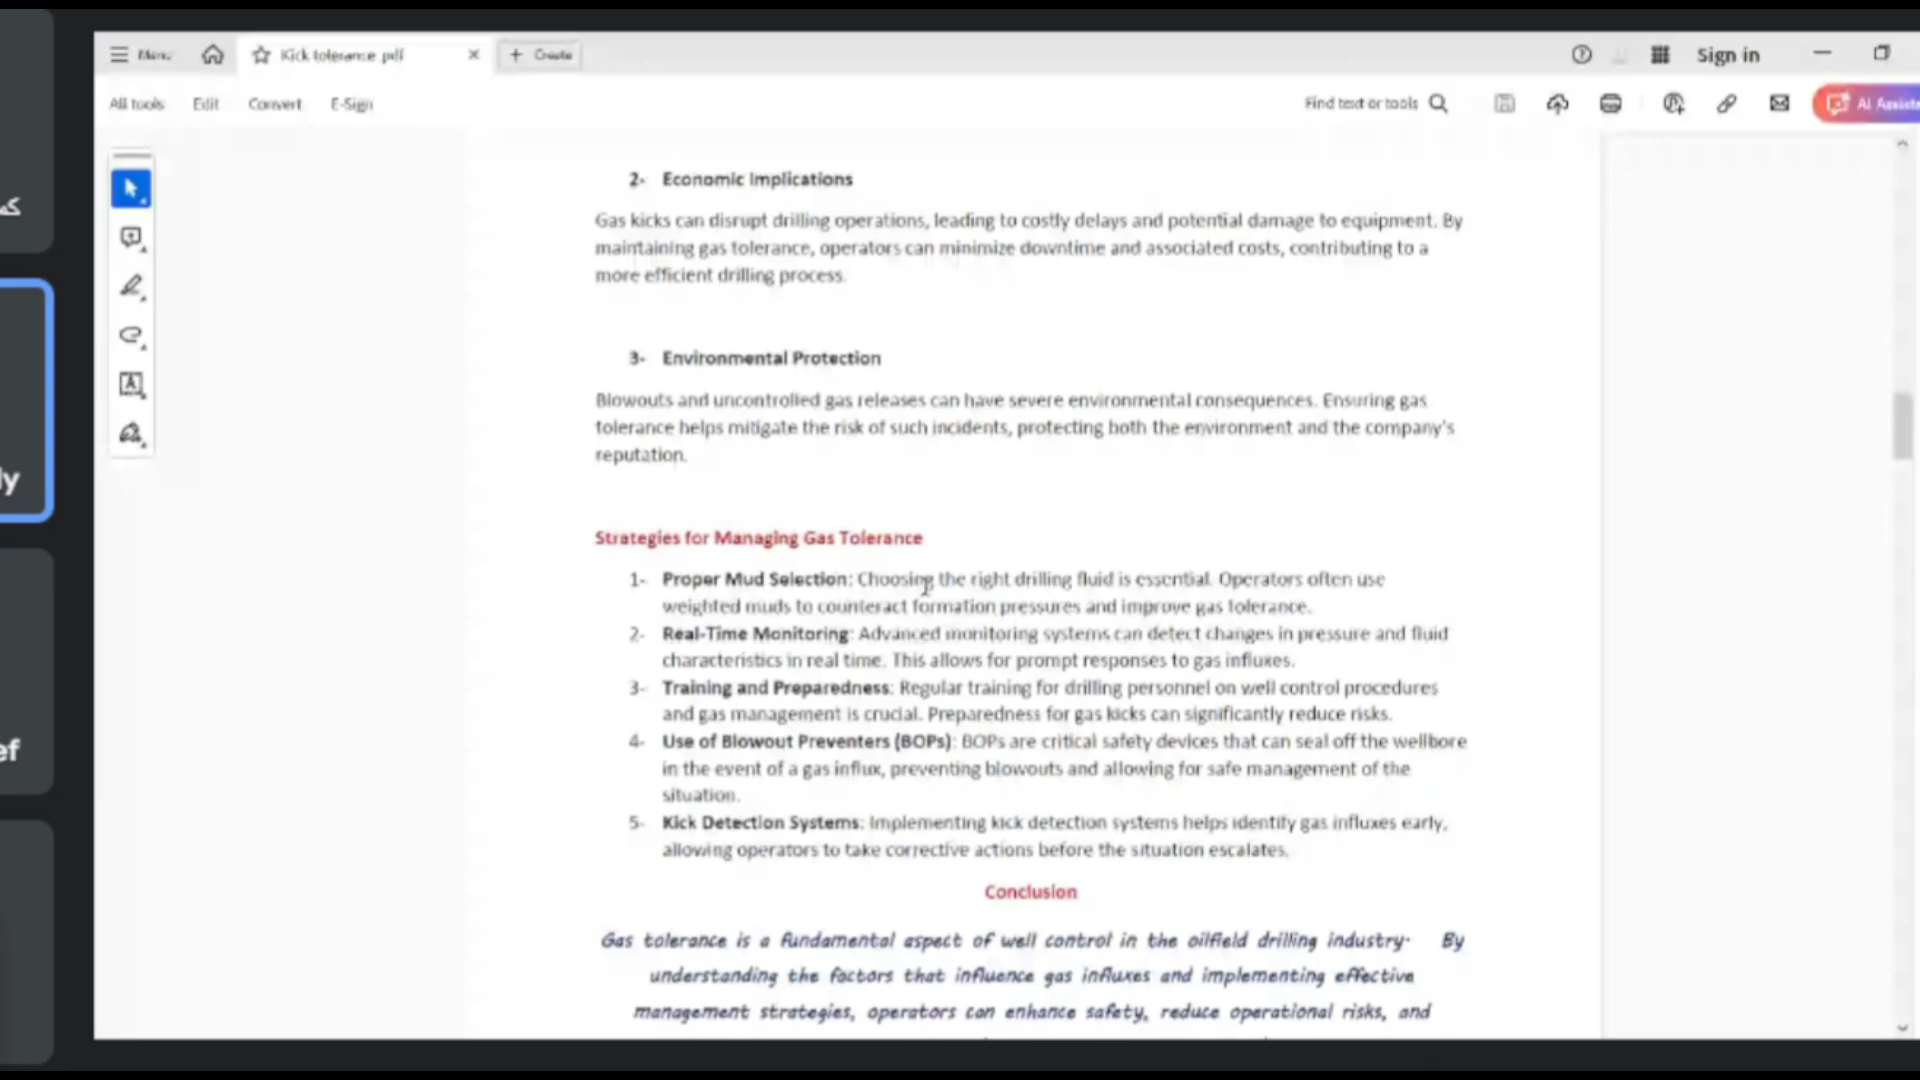 Menu
Kick tolerance.pdf
Create
Sign in
All tools
Edit
Convert
E-Sign
Find text or tools
AI Assist
ly
ef
2- Economic Implications
Gas kicks can disrupt drilling operations, leading to costly delays and potential damage to equipment. By
maintaining gas tolerance, operators can minimize downtime and associated costs, contributing to a
more efficient drilling process.
3- Environmental Protection
Blowouts and uncontrolled gas releases can have severe environmental consequences. Ensuring gas
tolerance helps mitigate the risk of such incidents, protecting both the environment and the company's
reputation.
Strategies for Managing Gas Tolerance
1- Proper Mud Selection: Choosing the right drilling fluid is essential. Operators often use
weighted muds to counteract formation pressures and improve gas tolerance.
2- Real-Time Monitoring: Advanced monitoring systems can detect changes in pressure and fluid
characteristics in real time. This allows for prompt responses to gas influxes.
3- Training and Preparedness: Regular training for drilling personnel on well control procedures
and gas management is crucial. Preparedness for gas kicks can significantly reduce risks.
4- Use of Blowout Preventers (BOPs): BOPs are critical safety devices that can seal off the wellbore
in the event of a gas influx, preventing blowouts and allowing for safe management of the
situation.
5- Kick Detection Systems: Implementing kick detection systems helps identify gas influxes early,
allowing operators to take corrective actions before the situation escalates.
Conclusion
Gas tolerance is a fundamental aspect of well control in the oilfield drilling industry. By
understanding the factors that influence gas influxes and implementing effective
management strategies, operators can enhance safety, reduce operational risks, and